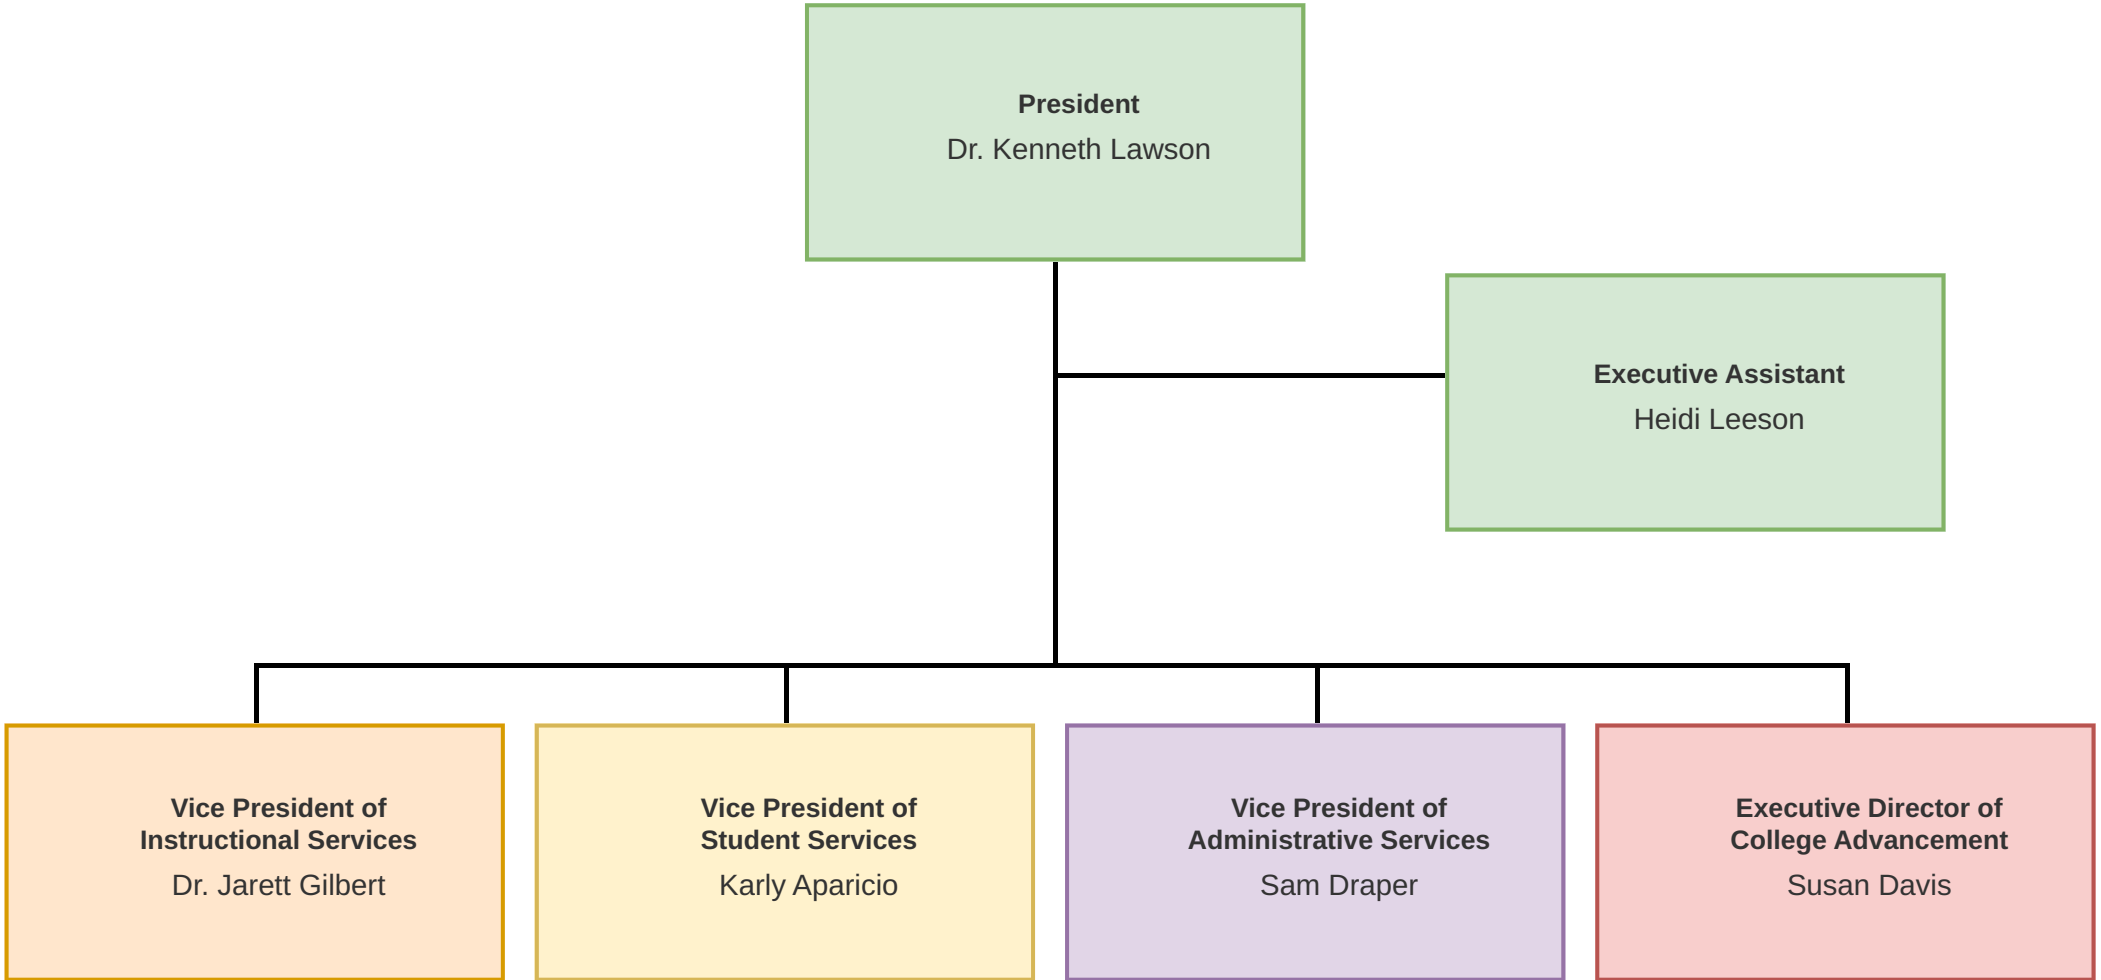 President
Dr. Kenneth Lawson
Executive Assistant
Heidi Leeson
Vice President of
Instructional Services
Dr. Jarett Gilbert
Vice President of
Student Services
Karly Aparicio
Vice President of
Administrative Services
Sam Draper
Executive Director of
College Advancement
Susan Davis